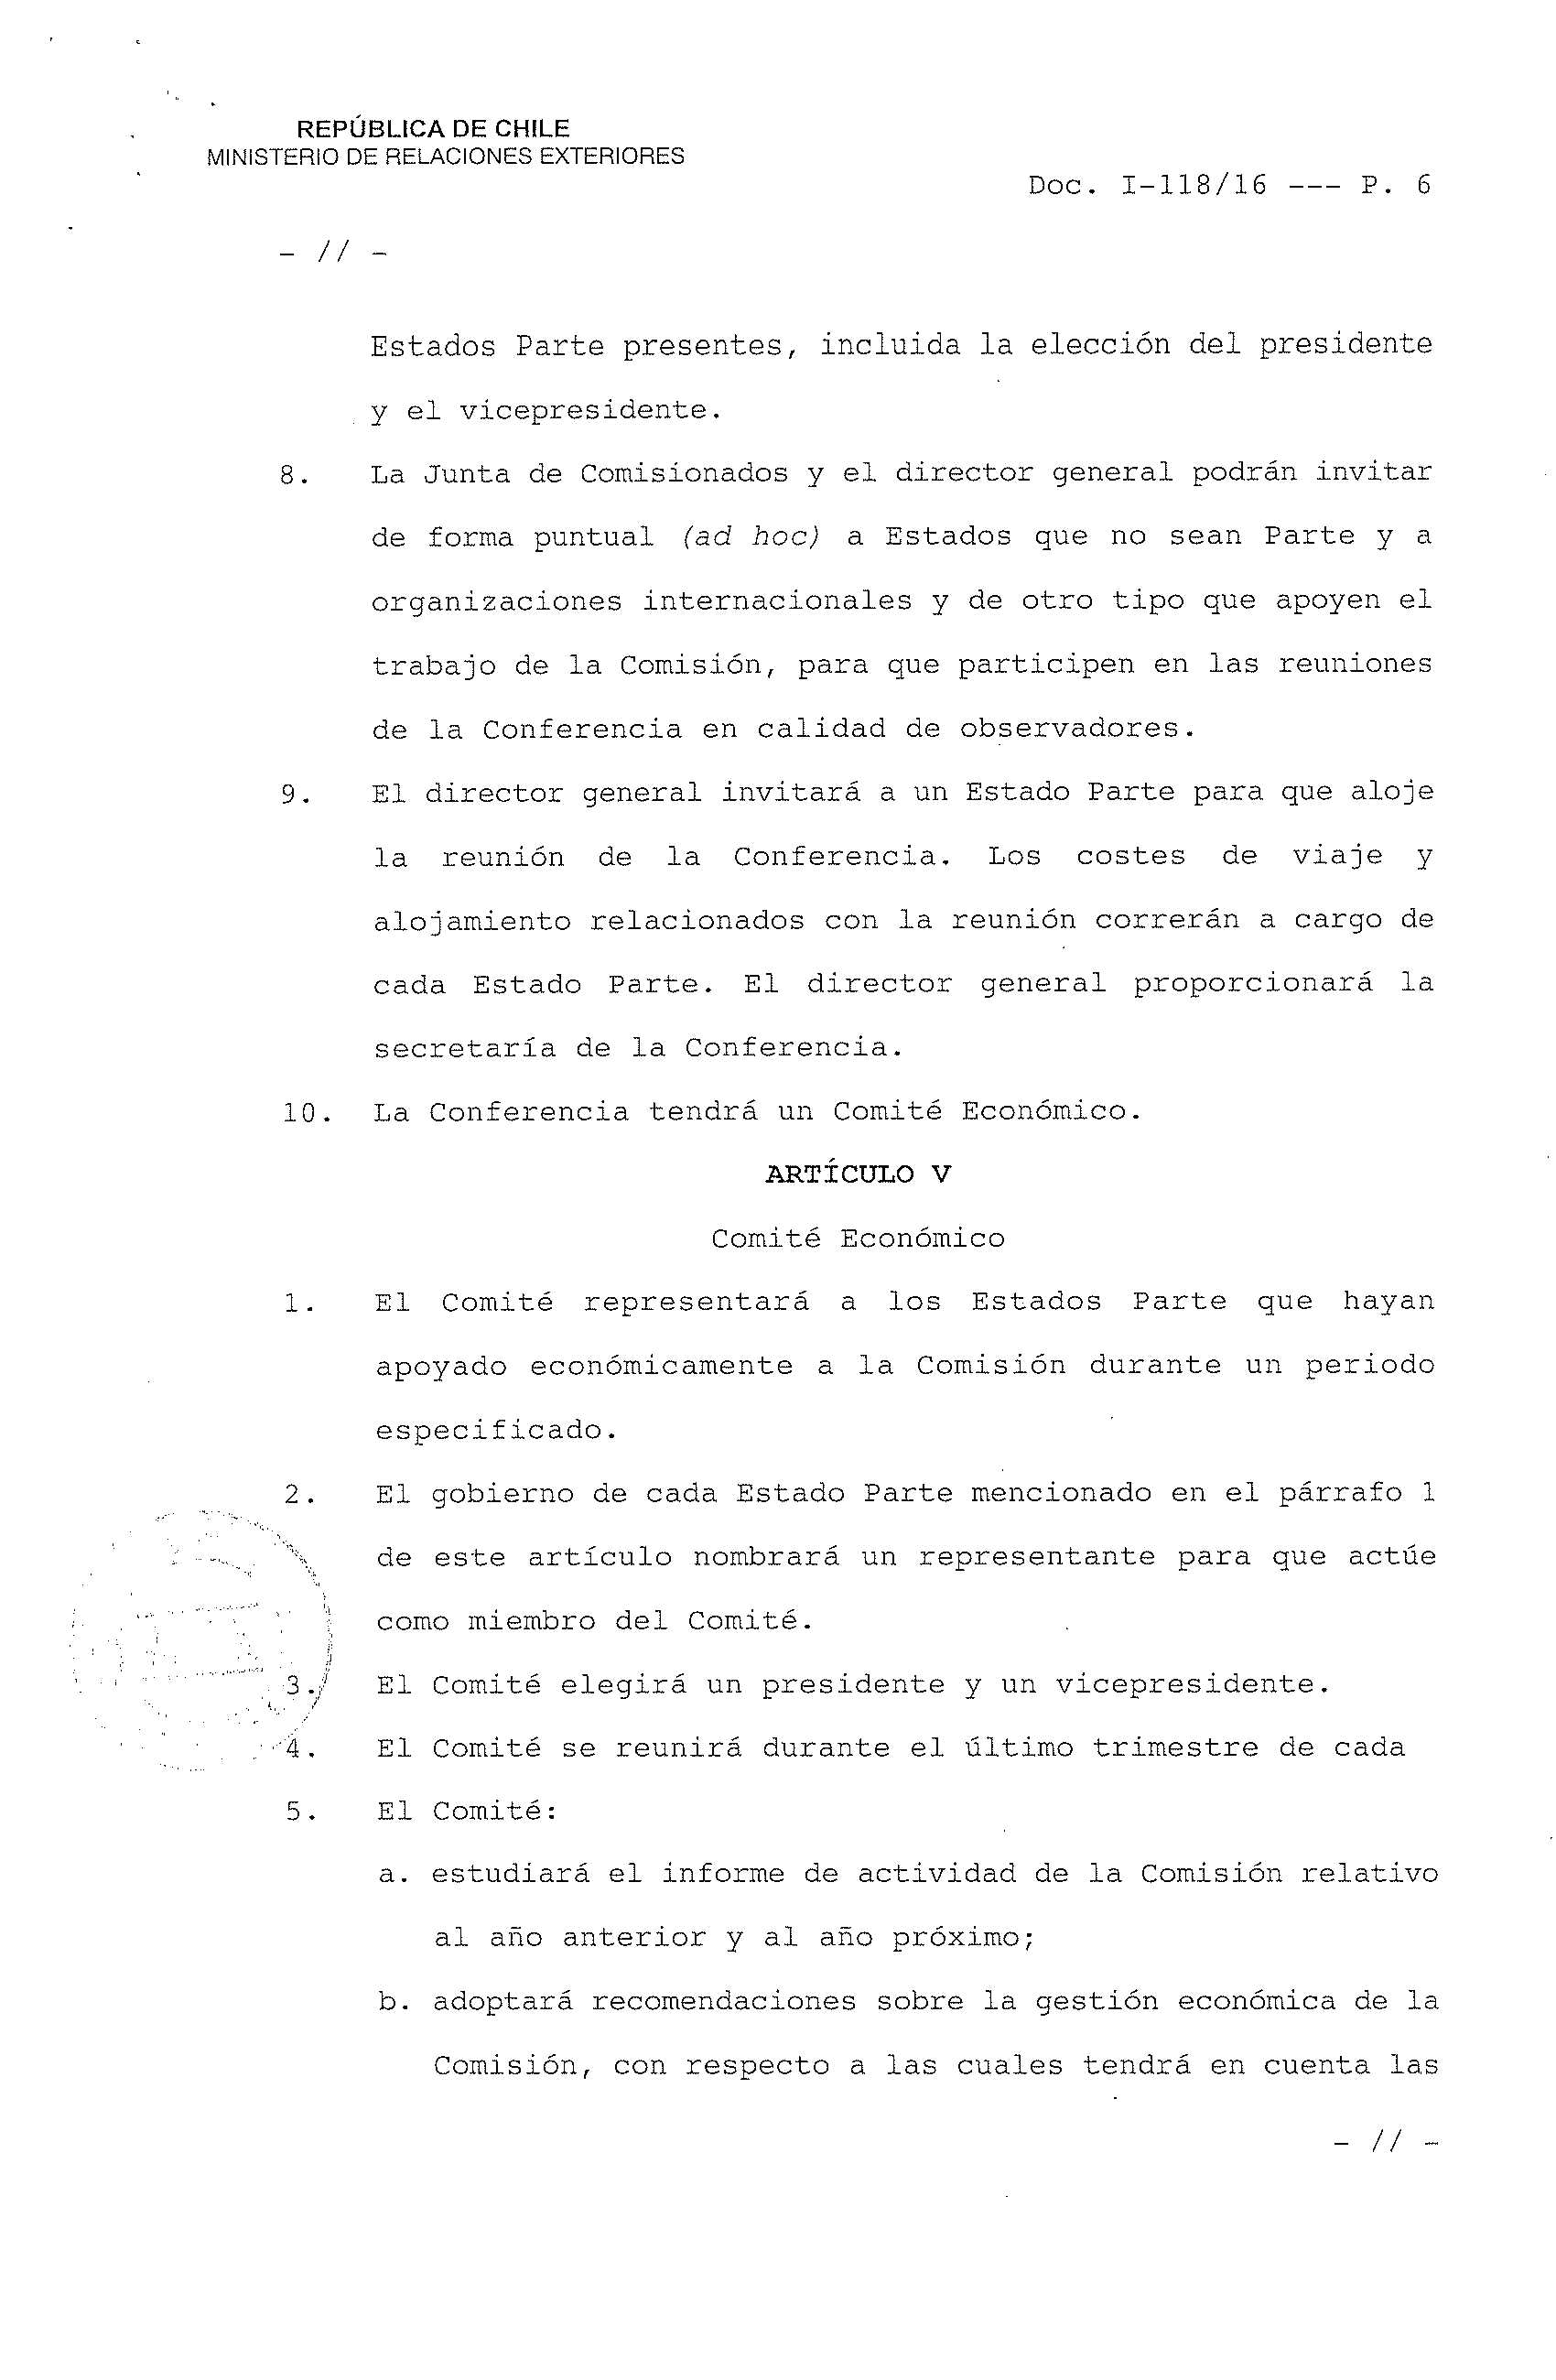 REPÚBLICA DE CHILE
MINISTERIO DE RELACIONES EXTERIORES
Doc. I-118/16 --- P. 6
- // -
Estados Parte presentes, incluida la elección del presidente
y el vicepresidente.
8. La Junta de Comisionados y el director general podrán invitar
de forma puntual (ad hoc) a Estados que no sean Parte y a
organizaciones internacionales y de otro tipo que apoyen el
trabajo de la Comisión, para que participen en las reuniones
de la Conferencia en calidad de observadores.
9. El director general invitará a un Estado Parte para que aloje
la reunión de la Conferencia. Los costes de viaje y
alojamiento relacionados con la reunión correrán a cargo de
cada Estado Parte. El director general proporcionará la
secretaría de la Conferencia.
10. La Conferencia tendrá un Comité Económico.
ARTÍCULO V
Comité Económico
1. El Comité representará a los Estados Parte que hayan
apoyado económicamente a la Comisión durante un periodo
especificado.
2. El gobierno de cada Estado Parte mencionado en el párrafo 1
de este artículo nombrará un representante para que actúe
como miembro del Comité.
3. El Comité elegirá un presidente y un vicepresidente.
4. El Comité se reunirá durante el último trimestre de cada
5. El Comité:
a. estudiará el informe de actividad de la Comisión relativo
al año anterior y al año próximo;
b. adoptará recomendaciones sobre la gestión económica de la
Comisión, con respecto a las cuales tendrá en cuenta las
- // -